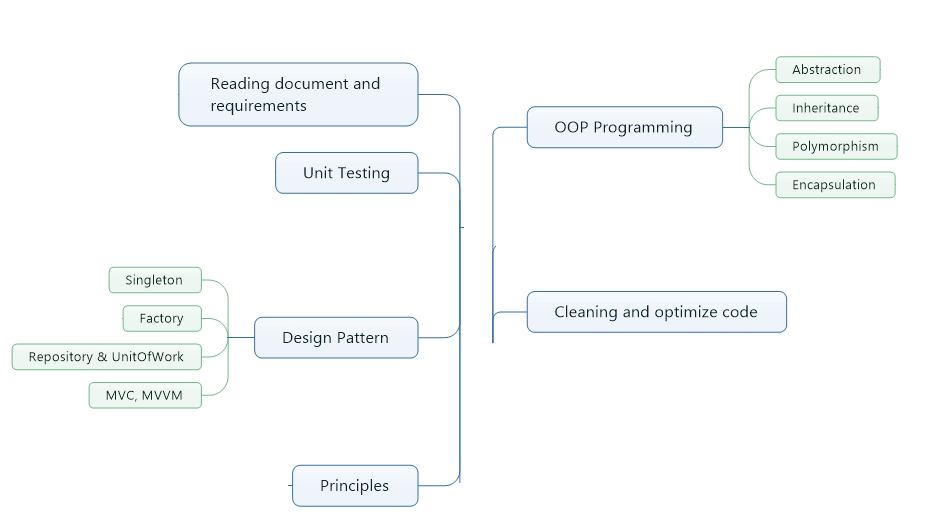 Reading document and
requirements
Unit Testing
Singleton
Factory
Repository & UnitOfWork
MVC, MVVM
Design Pattern
Principles
OOP Programming
Abstraction
Inheritance
Polymorphism
Encapsulation
Cleaning and optimize code